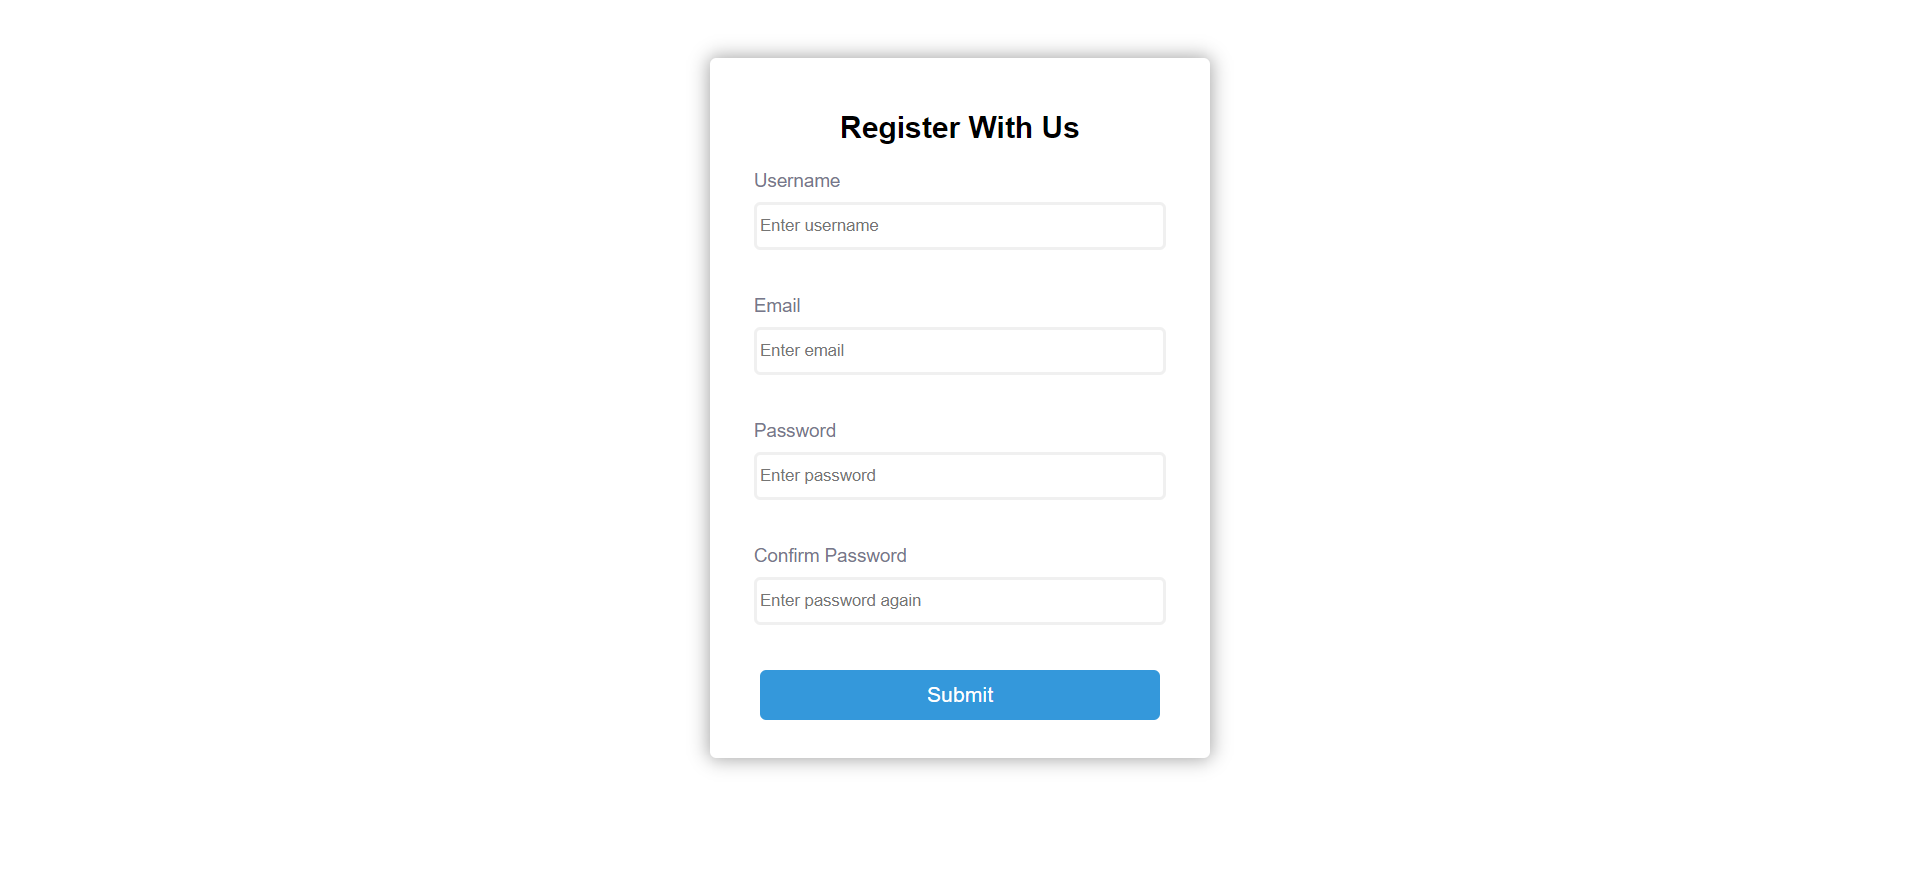 Register With Us
Username
Enter username
Email
Enter email
Password
Enter password
Confirm Password
Enter password again
Submit